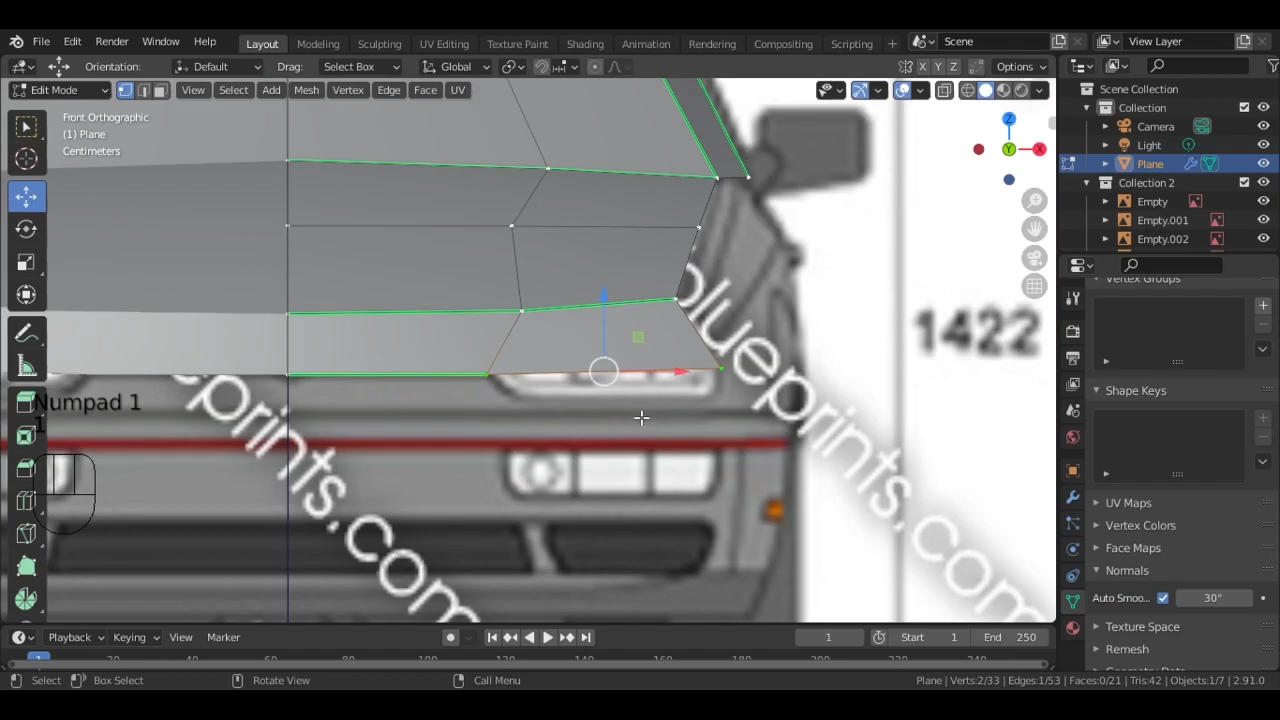 File Edit Render Window Help Layout Modeling Sculpting UV Editing Texture Paint Shading Animation Rendering Compositing Scripting + Scene View Layer
Orientation: Default Drag: Select Box Global X Y Z Options
Edit Mode View Select Add Mesh Vertex Edge Face UV
Scene Collection
Collection
Camera
Light
Plane
Collection 2
Empty
Empty.001
Empty.002
Front Orthographic
(1) Plane
Centimeters
Z
Y
X
Vertex Groups
Shape Keys
UV Maps
Vertex Colors
Face Maps
Normals
Auto Smoo... 30°
Texture Space
Remesh
1422
blueprints.com
prints.com
Numpad 1
1
Playback Keying View Marker 1 Start 1 End 250
Select Box Select Rotate View Call Menu Plane | Verts:2/33 | Edges:1/53 | Faces:0/21 | Tris:42 | Objects:1/7 | 2.91.0